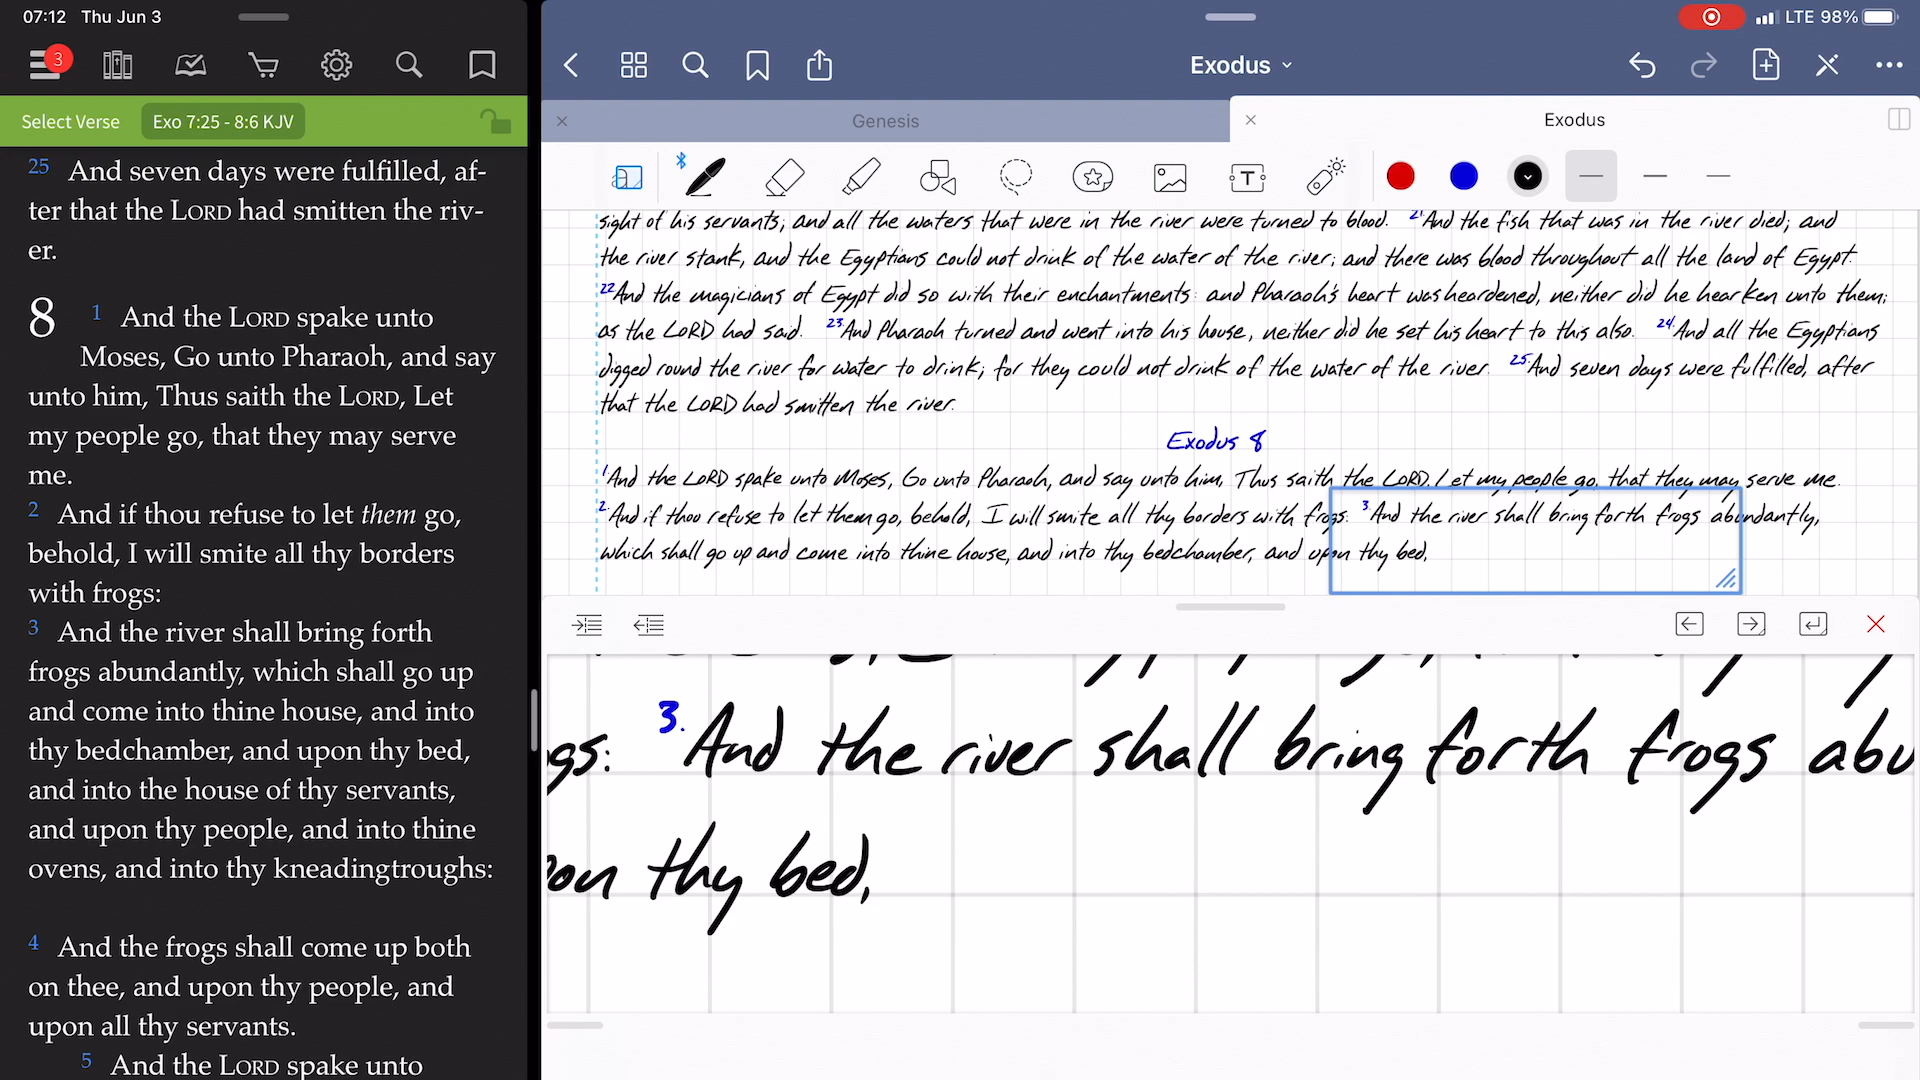 07:12 Thu Jun 3
LTE 98%
3
Exodus
Select Verse
Exo 7:25 - 8:6 KJV
Genesis
Exodus
25 And seven days were fulfilled, af-
ter that the LORD had smitten the riv-
er.
8 1 And the LORD spake unto
Moses, Go unto Pharaoh, and say
unto him, Thus saith the LORD, Let
my people go, that they may serve
me.
2 And if thou refuse to let them go,
behold, I will smite all thy borders
with frogs:
3 And the river shall bring forth
frogs abundantly, which shall go up
and come into thine house, and into
thy bedchamber, and upon thy bed,
and into the house of thy servants,
and upon thy people, and into thine
ovens, and into thy kneadingtroughs:
4 And the frogs shall come up both
on thee, and upon thy people, and
upon all thy servants.
5 And the LORD spake unto
T
sight of his servants; and all the waters that were in the river were turned to blood. 21 And the fish that was in the river died; and
the river stank, and the Egyptians could not drink of the water of the river; and there was blood throughout all the land of Egypt.
22 And the magicians of Egypt did so with their enchantments: and Pharaoh's heart was heardened, neither did he hearken unto them;
as the LORD had said. 23 And Pharaoh turned and went into his house, neither did he set his heart to this also. 24 And all the Egyptians
digged round the river for water to drink; for they could not drink of the water of the river. 25 And seven days were fulfilled, after
that the LORD had smitten the river.
Exodus 8
1. And the LORD spake unto Moses, Go unto Pharaoh, and say unto him, Thus saith the LORD, Let my people go, that they may serve me.
2. And if thou refuse to let them go, behold, I will smite all thy borders with frogs: 3. And the river shall bring forth frogs abundantly,
which shall go up and come into thine house, and into thy bedchamber, and upon thy bed,
gs: 3. And the river shall bring forth frogs abu
on thy bed,